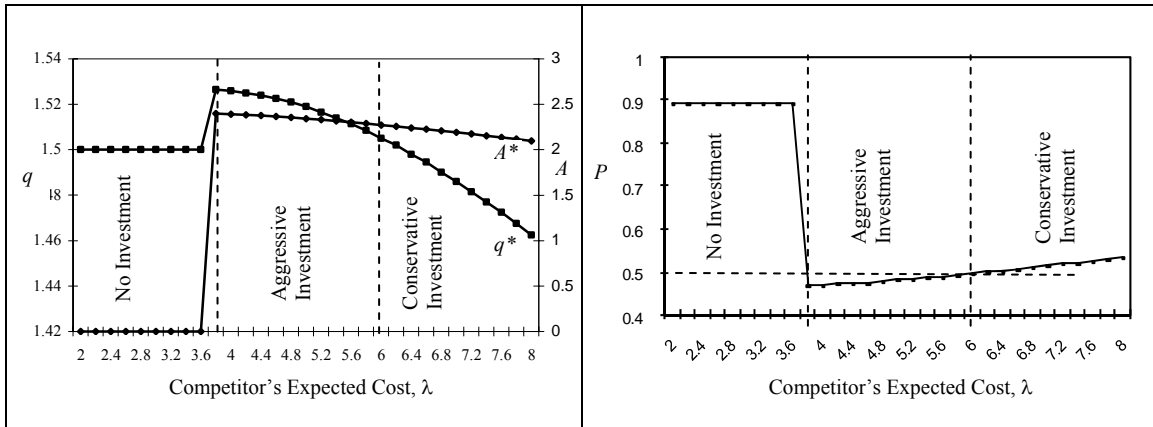 1.54
1.52
1.5
1.46
1.44
1.42
q
3
2.5
2
1.5
1
0.5
0
A
No Investment
Aggressive
Investment
Conservative
Investment
A*
q*
2 2.4 2.8 3.2 3.6 4 4.4 4.8 5.2 5.6 6 6.4 6.8 7.2 7.6 8
Competitor's Expected Cost, λ
1
0.9
0.8
0.7
0.6
0.5
0.4
P
No Investment
Aggressive
Investment
Conservative
Investment
2 2.4 2.8 3.2 3.6 4 4.4 4.8 5.2 5.6 6 6.4 6.8 7.2 7.6 8
Competitor's Expected Cost, λ